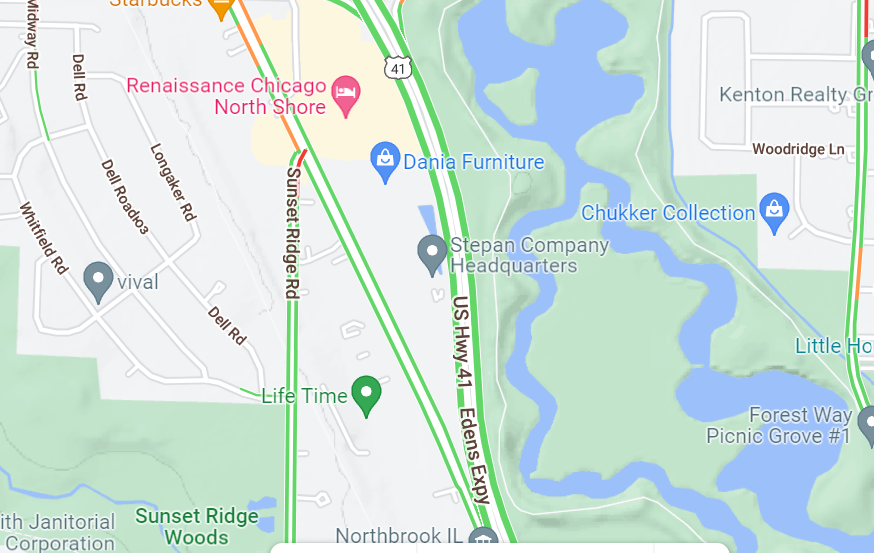 Starbucks
Midway Rd
Dell Rd
41
Renaissance Chicago
North Shore
Kenton Realty Gr
Woodridge Ln
Dania Furniture
Longaker Rd
Dell Road
Sunset Ridge Rd
Whitfield Rd
Chukker Collection
Stepan Company
Headquarters
vival
Dell Rd
US Hwy 41
Little Ho
Life Time
Edens Expy
Forest Way
Picnic Grove #1
Sunset Ridge
Woods
ith Janitorial
Corporation
Northbrook IL